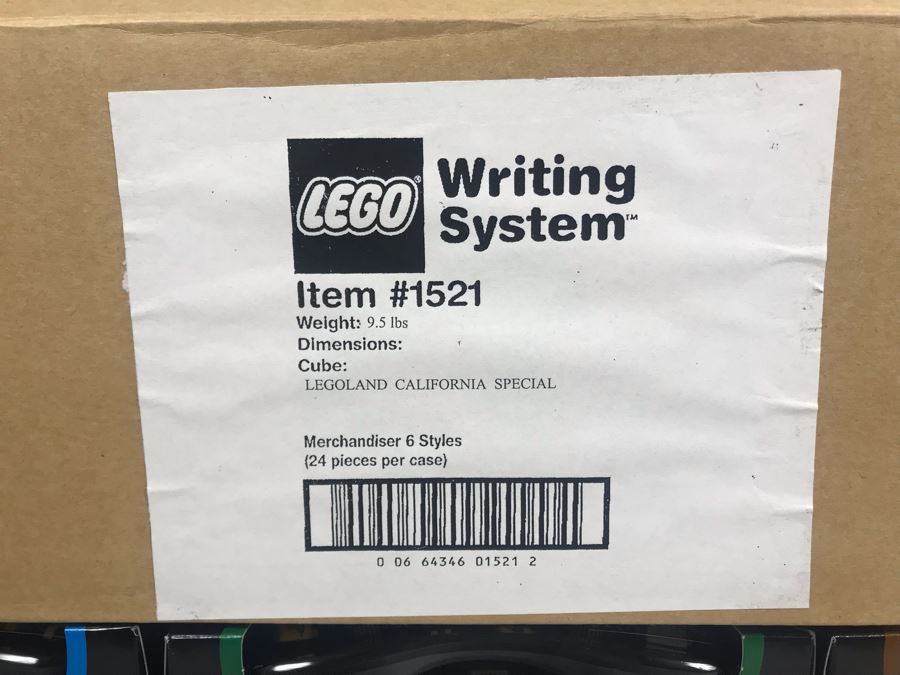 LEGO® Writing
System™
Item #1521
Weight: 9.5 lbs
Dimensions:
Cube:
LEGOLAND CALIFORNIA SPECIAL
Merchandiser 6 Styles
(24 pieces per case)
0 06 64346 01521 2